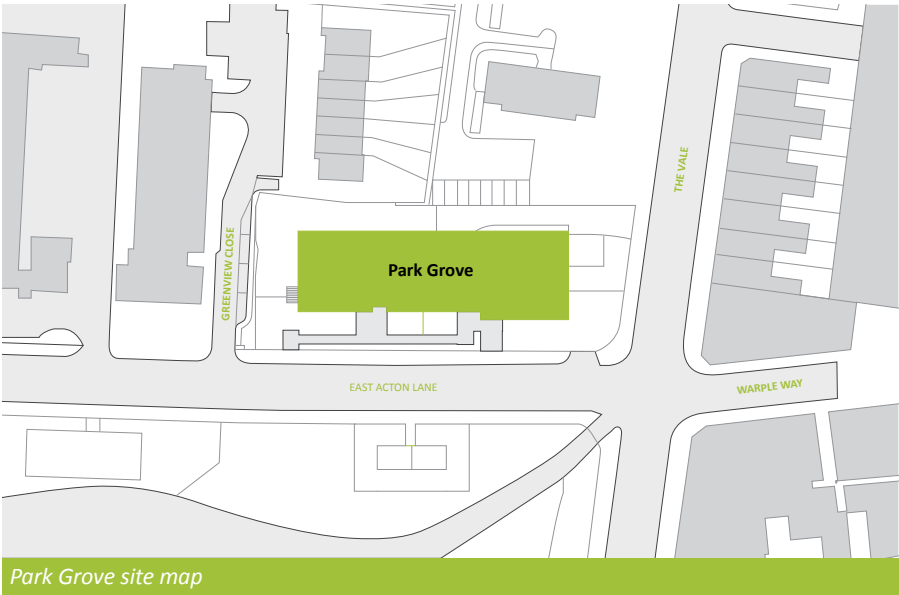 THE VALE
GREENVIEW CLOSE
Park Grove
EAST ACTON LANE
WARPLE WAY
Park Grove site map